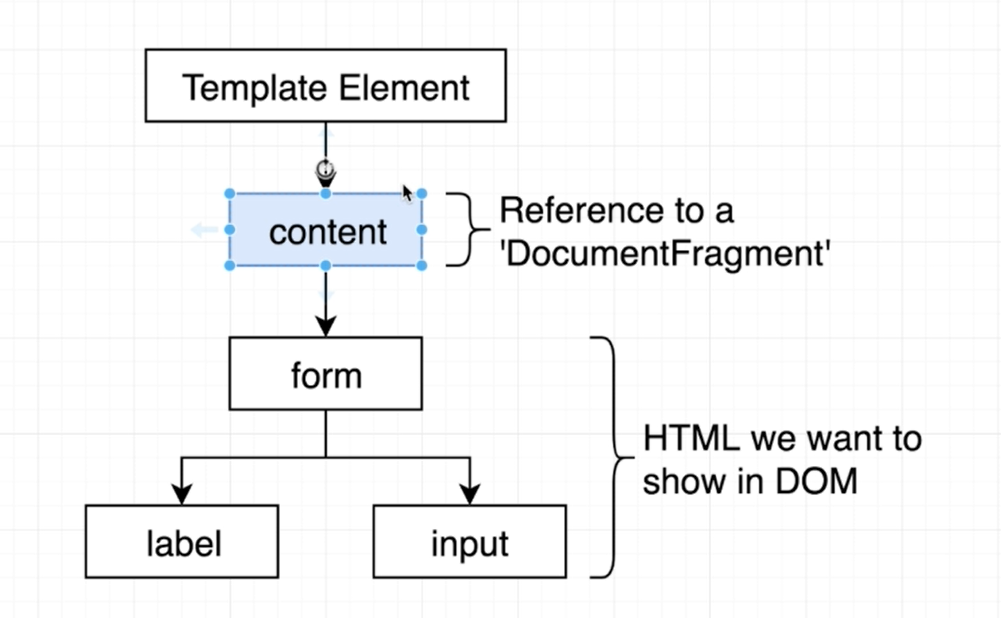 Template Element
content
Reference to a
'DocumentFragment'
form
HTML we want to
show in DOM
label
input